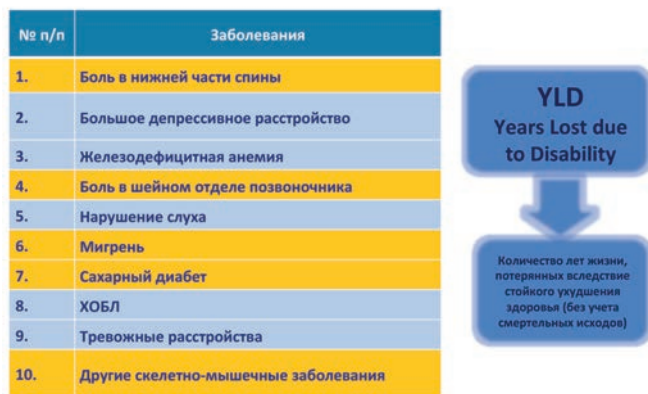 № п/п Заболевания
1. Боль в нижней части спины
2. Большое депрессивное расстройство
3. Железодефицитная анемия
4. Боль в шейном отделе позвоночника
5. Нарушение слуха
6. Мигрень
7. Сахарный диабет
8. ХОБЛ
9. Тревожные расстройства
10. Другие скелетно-мышечные заболевания
YLD
Years Lost due
to Disability
Количество лет жизни,
потерянных вследствие
стойкого ухудшения
здоровья (без учета
смертельных исходов)